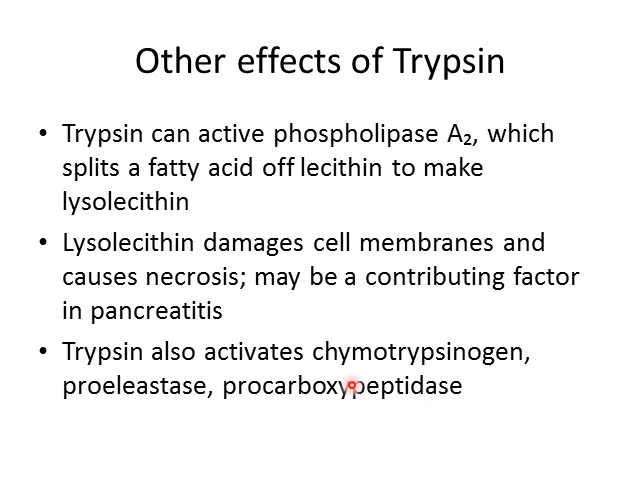 Other effects of Trypsin
• Trypsin can active phospholipase A₂, which
splits a fatty acid off lecithin to make
lysolecithin
• Lysolecithin damages cell membranes and
causes necrosis; may be a contributing factor
in pancreatitis
• Trypsin also activates chymotrypsinogen,
proeleastase, procarboxypeptidase